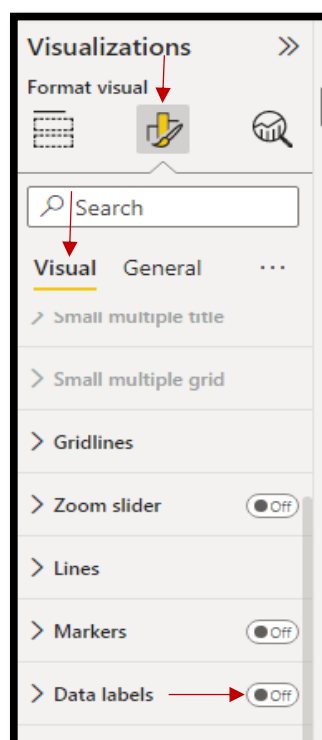 Visualizations
Format visual
Search
Visual General ...
Small multiple title
Small multiple grid
Gridlines
Zoom slider Off
Lines
Markers Off
Data labels Off